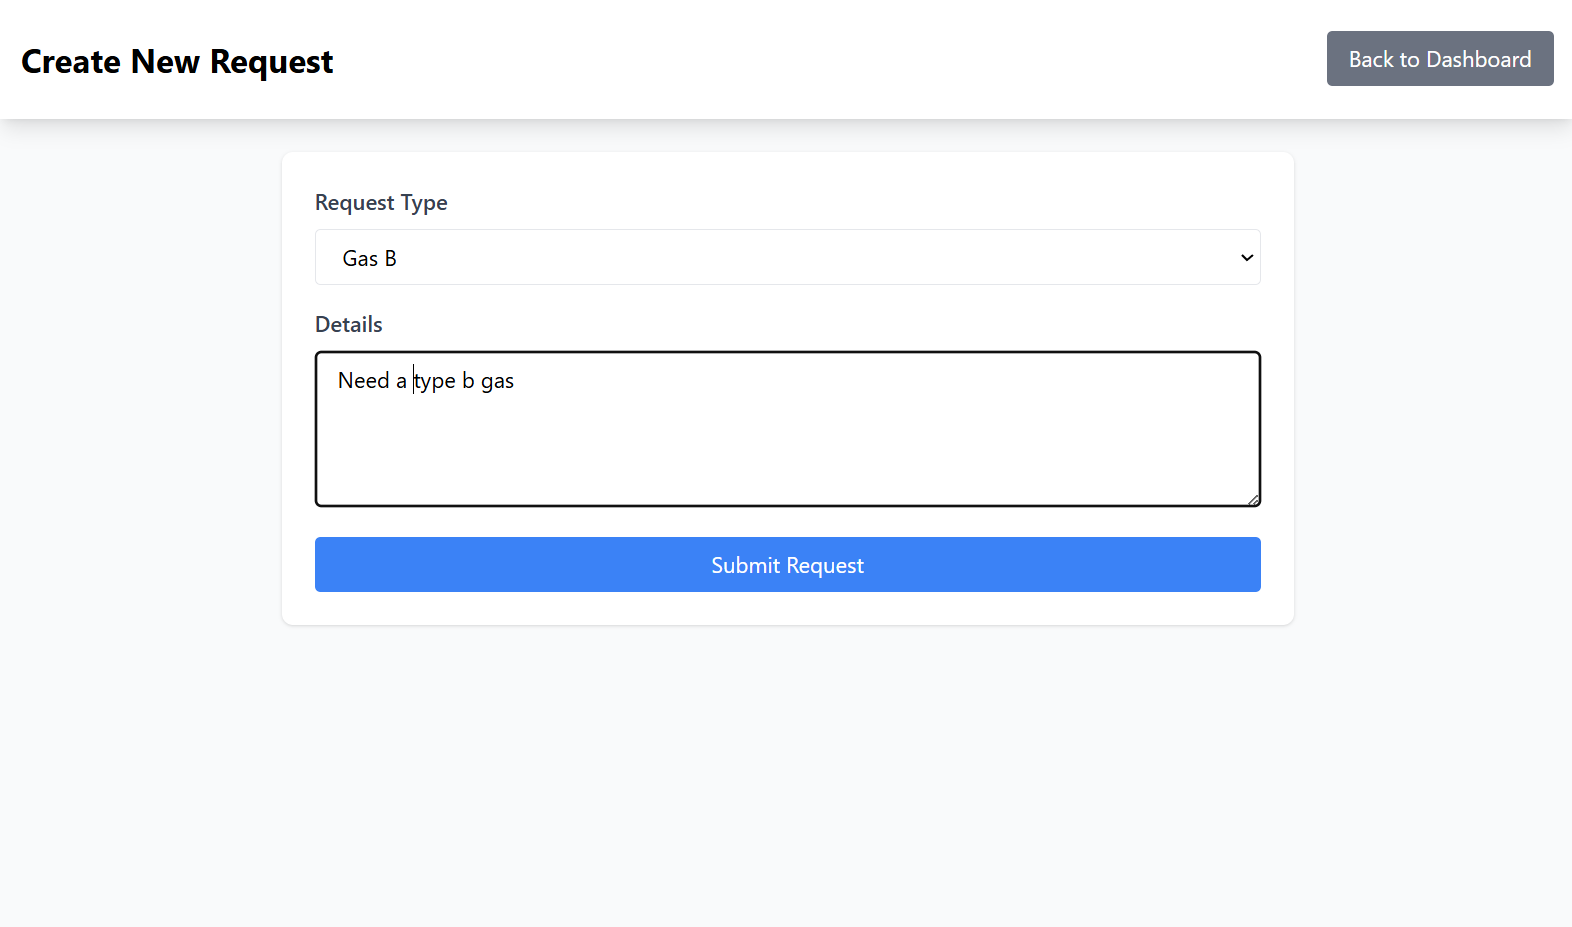 Create New Request
Back to Dashboard
Request Type
Gas B
Details
Need a type b gas
Submit Request